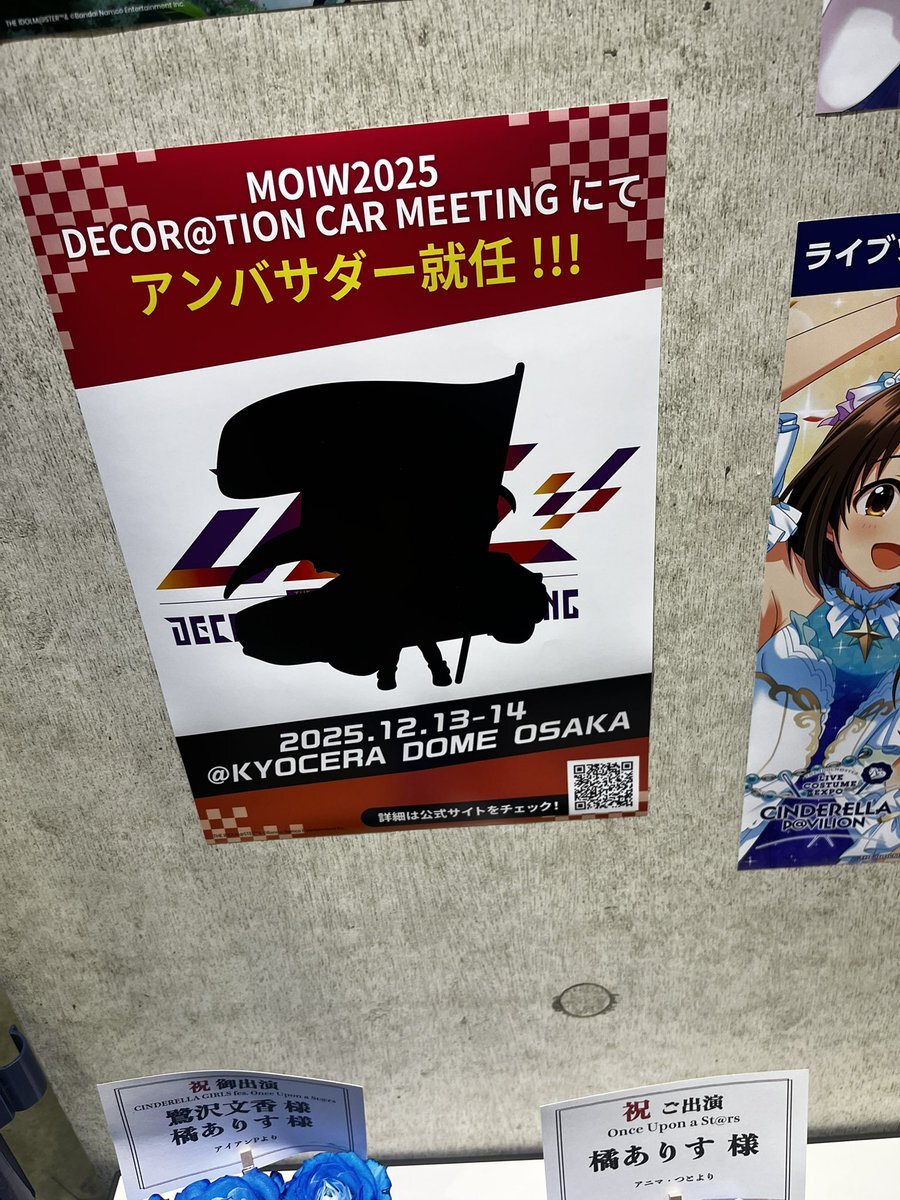 THE IDOLM@STER™& ©Bandai Namco Entertainment Inc.
MOIW2025
DECOR@TION CAR MEETING にて
アンバサダー就任 !!!
2025.12.13-14
@KYOCERA DOME OSAKA
詳細は公式サイトをチェック！
ライブ
LIVE
COSTUME
EXPO
CINDERELLA
P@VILION
祝 御出演
CINDERELLA GIRLS fea. Once Upon a St@rs
鷺沢文香 様
橘ありす 様
アイアンPより
祝 ご出演
Once Upon a St@rs
橘ありす 様
アニマ・つとより